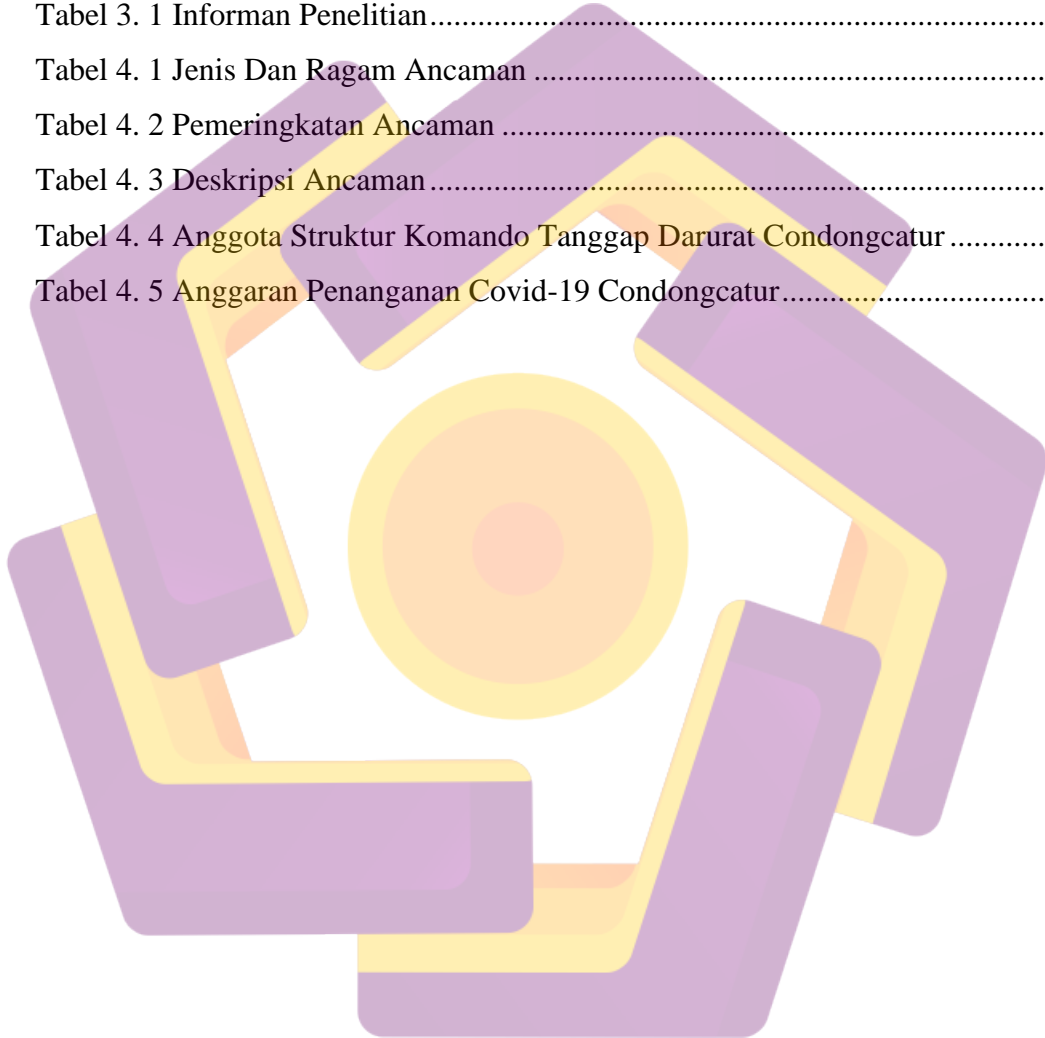 Tabel 3. 1 Informan Penelitian.......................................................................................
Tabel 4. 1 Jenis Dan Ragam Ancaman .........................................................................
Tabel 4. 2 Pemeringkatan Ancaman .............................................................................
Tabel 4. 3 Deskripsi Ancaman.......................................................................................
Tabel 4. 4 Anggota Struktur Komando Tanggap Darurat Condongcatur ............
Tabel 4. 5 Anggaran Penanganan Covid-19 Condongcatur.................................